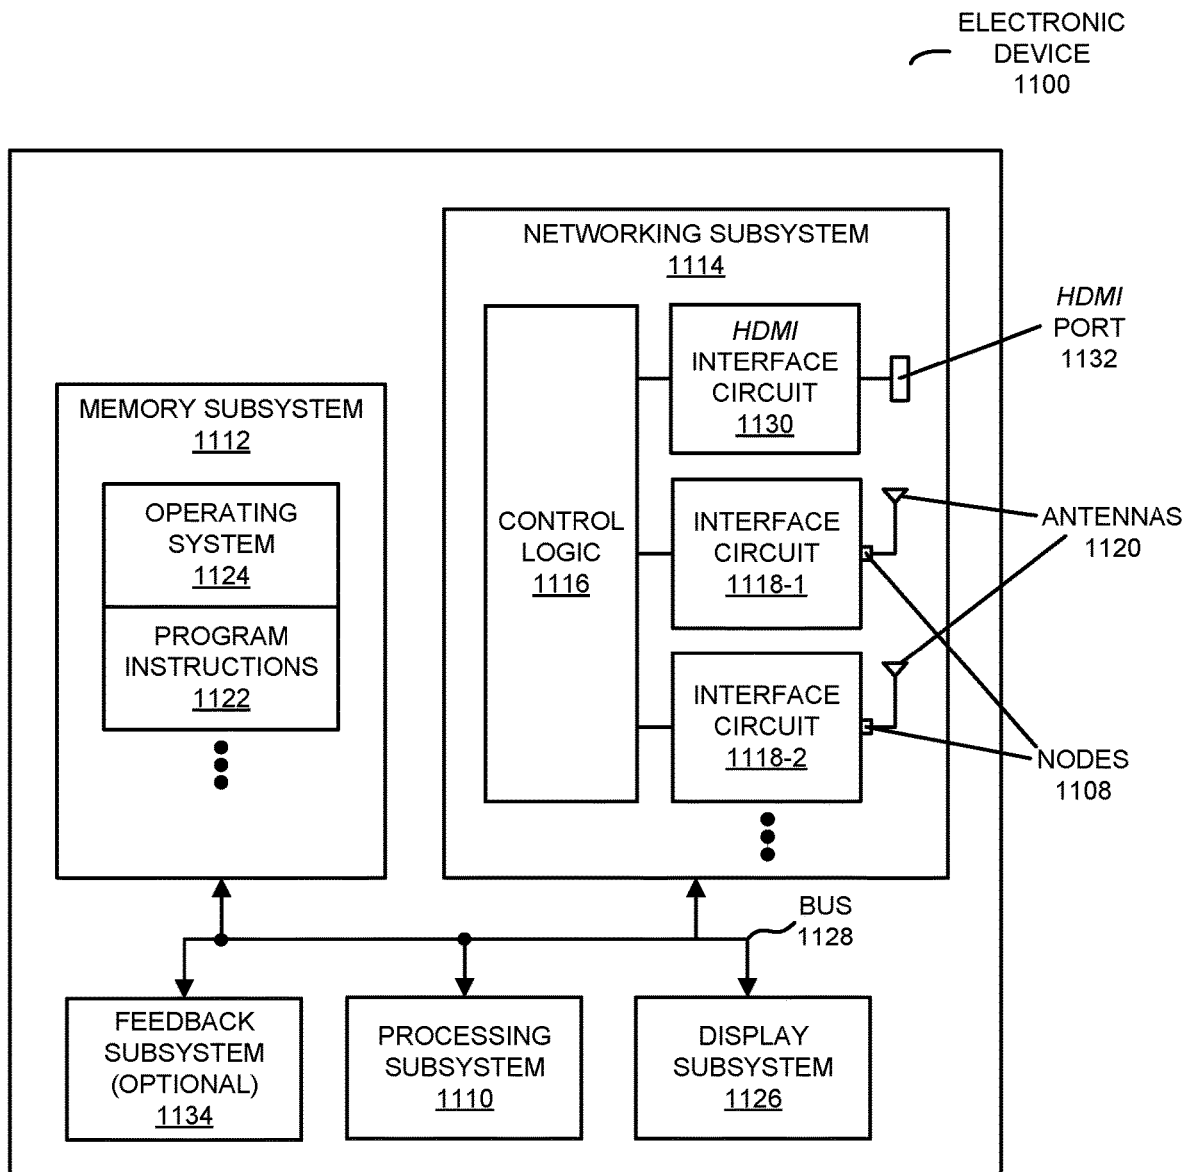 ELECTRONIC
DEVICE
1100
NETWORKING SUBSYSTEM
1114
HDMI
INTERFACE
CIRCUIT
1130
HDMI
PORT
1132
MEMORY SUBSYSTEM
1112
OPERATING
SYSTEM
1124
PROGRAM
INSTRUCTIONS
1122
CONTROL
LOGIC
1116
INTERFACE
CIRCUIT
1118-1
ANTENNAS
1120
INTERFACE
CIRCUIT
1118-2
NODES
1108
BUS
1128
FEEDBACK
SUBSYSTEM
(OPTIONAL)
1134
PROCESSING
SUBSYSTEM
1110
DISPLAY
SUBSYSTEM
1126